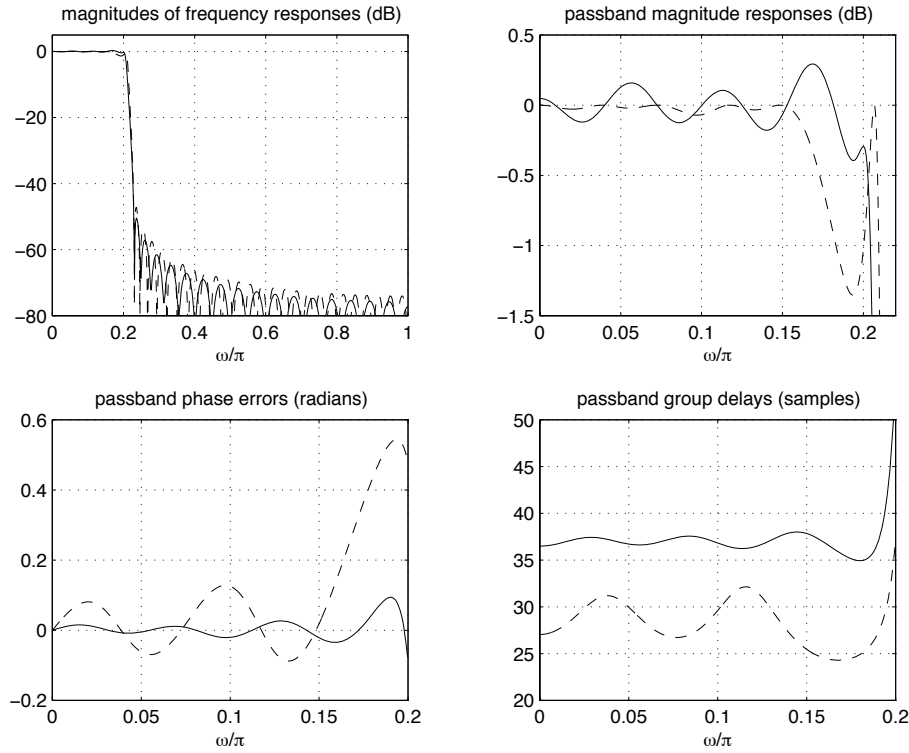 magnitudes of frequency responses (dB)
0
−20
−40
−60
−80
0 0.2 0.4 0.6 0.8 1
ω/π
passband magnitude responses (dB)
0.5
0
−0.5
−1
−1.5
0 0.05 0.1 0.15 0.2
ω/π
passband phase errors (radians)
0.6
0.4
0.2
0
−0.2
0 0.05 0.1 0.15 0.2
ω/π
passband group delays (samples)
50
45
40
35
30
25
20
0 0.05 0.1 0.15 0.2
ω/π